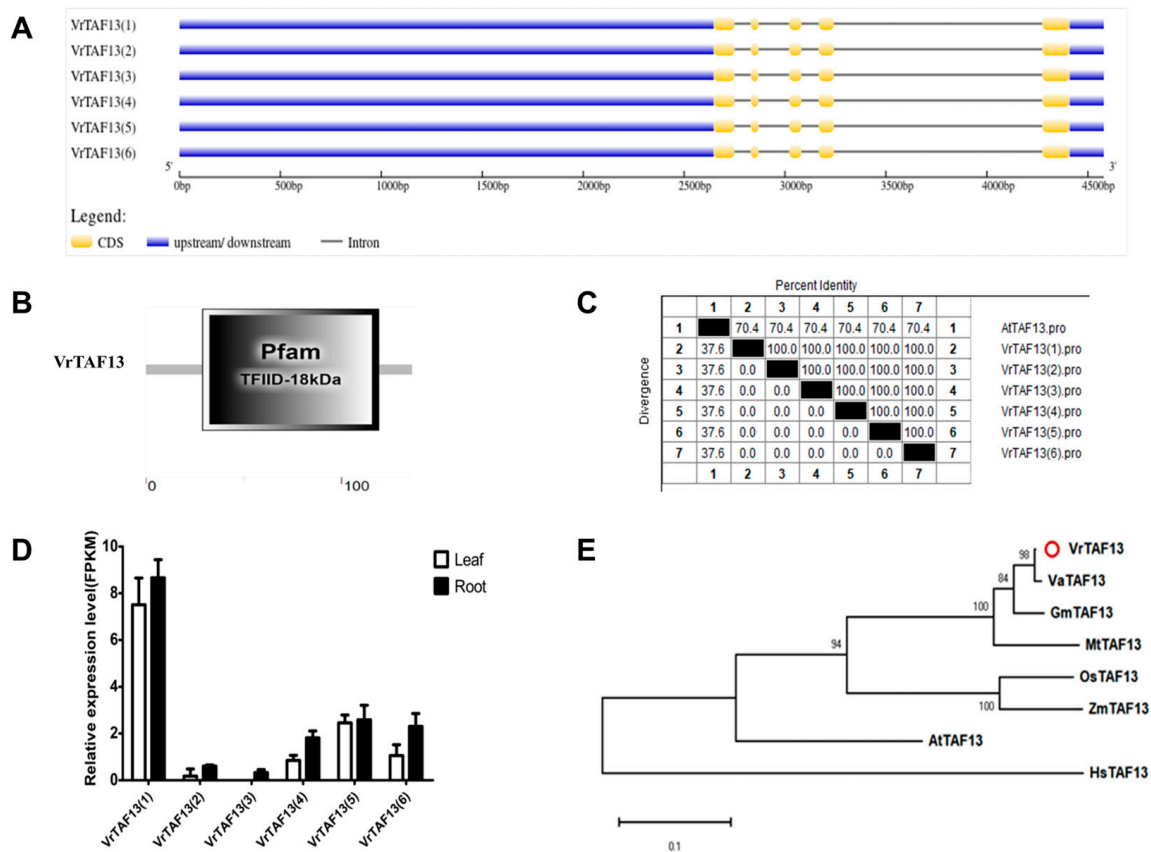 A
VrTAF13(1)
VrTAF13(2)
VrTAF13(3)
VrTAF13(4)
VrTAF13(5)
VrTAF13(6)
5' 3'
0bp 500bp 1000bp 1500bp 2000bp 2500bp 3000bp 3500bp 4000bp 4500bp
Legend:
CDS upstream/ downstream Intron
B
VrTAF13
Pfam
TFIID-18kDa
0 100
C
Percent Identity
Divergence
1 2 3 4 5 6 7
1 70.4 70.4 70.4 70.4 70.4 70.4 1 AtTAF13.pro
2 37.6 100.0 100.0 100.0 100.0 100.0 2 VrTAF13(1).pro
3 37.6 0.0 100.0 100.0 100.0 100.0 3 VrTAF13(2).pro
4 37.6 0.0 0.0 100.0 100.0 100.0 4 VrTAF13(3).pro
5 37.6 0.0 0.0 0.0 100.0 100.0 5 VrTAF13(4).pro
6 37.6 0.0 0.0 0.0 0.0 100.0 6 VrTAF13(5).pro
7 37.6 0.0 0.0 0.0 0.0 0.0 7 VrTAF13(6).pro
1 2 3 4 5 6 7
D
Relative expression level(FPKM)
10
8
6
4
2
0
Leaf
Root
VrTAF13(1)
VrTAF13(2)
VrTAF13(3)
VrTAF13(4)
VrTAF13(5)
VrTAF13(6)
E
98
VrTAF13
84
VaTAF13
100
GmTAF13
94
MtTAF13
OsTAF13
100
ZmTAF13
AtTAF13
HsTAF13
0.1